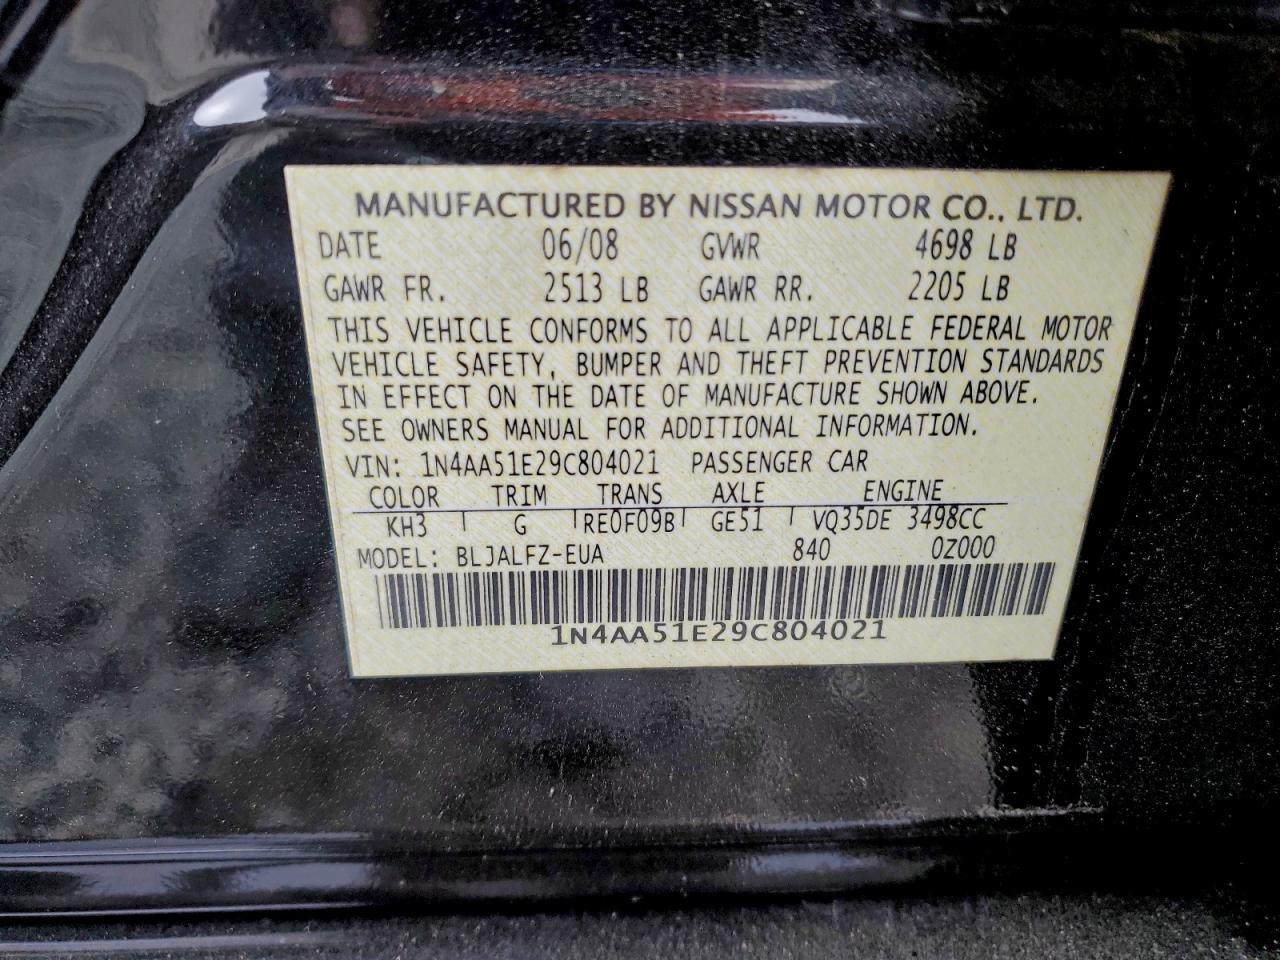 MANUFACTURED BY NISSAN MOTOR CO., LTD.
DATE 06/08 GVWR 4698 LB
GAWR FR. 2513 LB GAWR RR. 2205 LB
THIS VEHICLE CONFORMS TO ALL APPLICABLE FEDERAL MOTOR
VEHICLE SAFETY, BUMPER AND THEFT PREVENTION STANDARDS
IN EFFECT ON THE DATE OF MANUFACTURE SHOWN ABOVE.
SEE OWNERS MANUAL FOR ADDITIONAL INFORMATION.
VIN: 1N4AA51E29C804021 PASSENGER CAR
COLOR TRIM TRANS AXLE ENGINE
KH3 G RE0F09B GE51 VQ35DE 3498CC
MODEL: BLJALFZ-EUA 840 0Z000
1N4AA51E29C804021